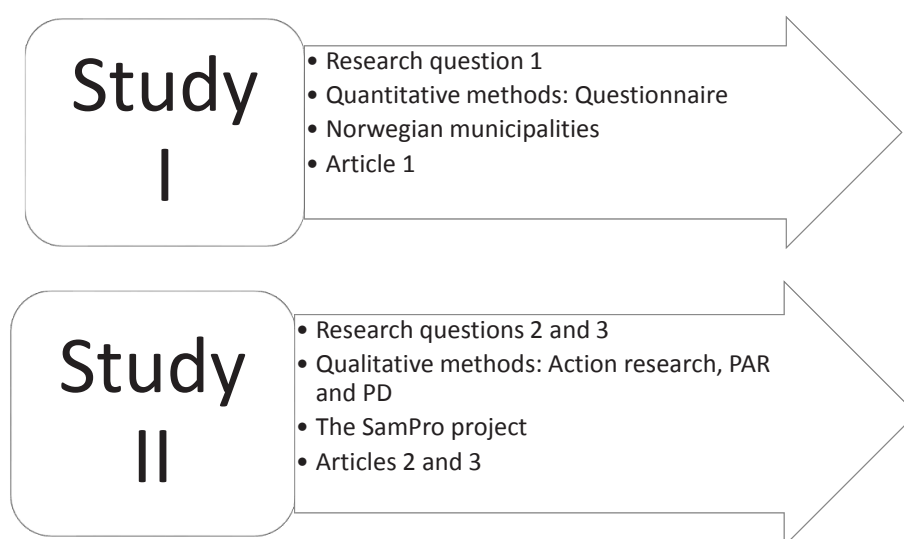 Study
I
• Research question 1
• Quantitative methods: Questionnaire
• Norwegian municipalities
• Article 1
Study
II
• Research questions 2 and 3
• Qualitative methods: Action research, PAR
and PD
• The SamPro project
• Articles 2 and 3